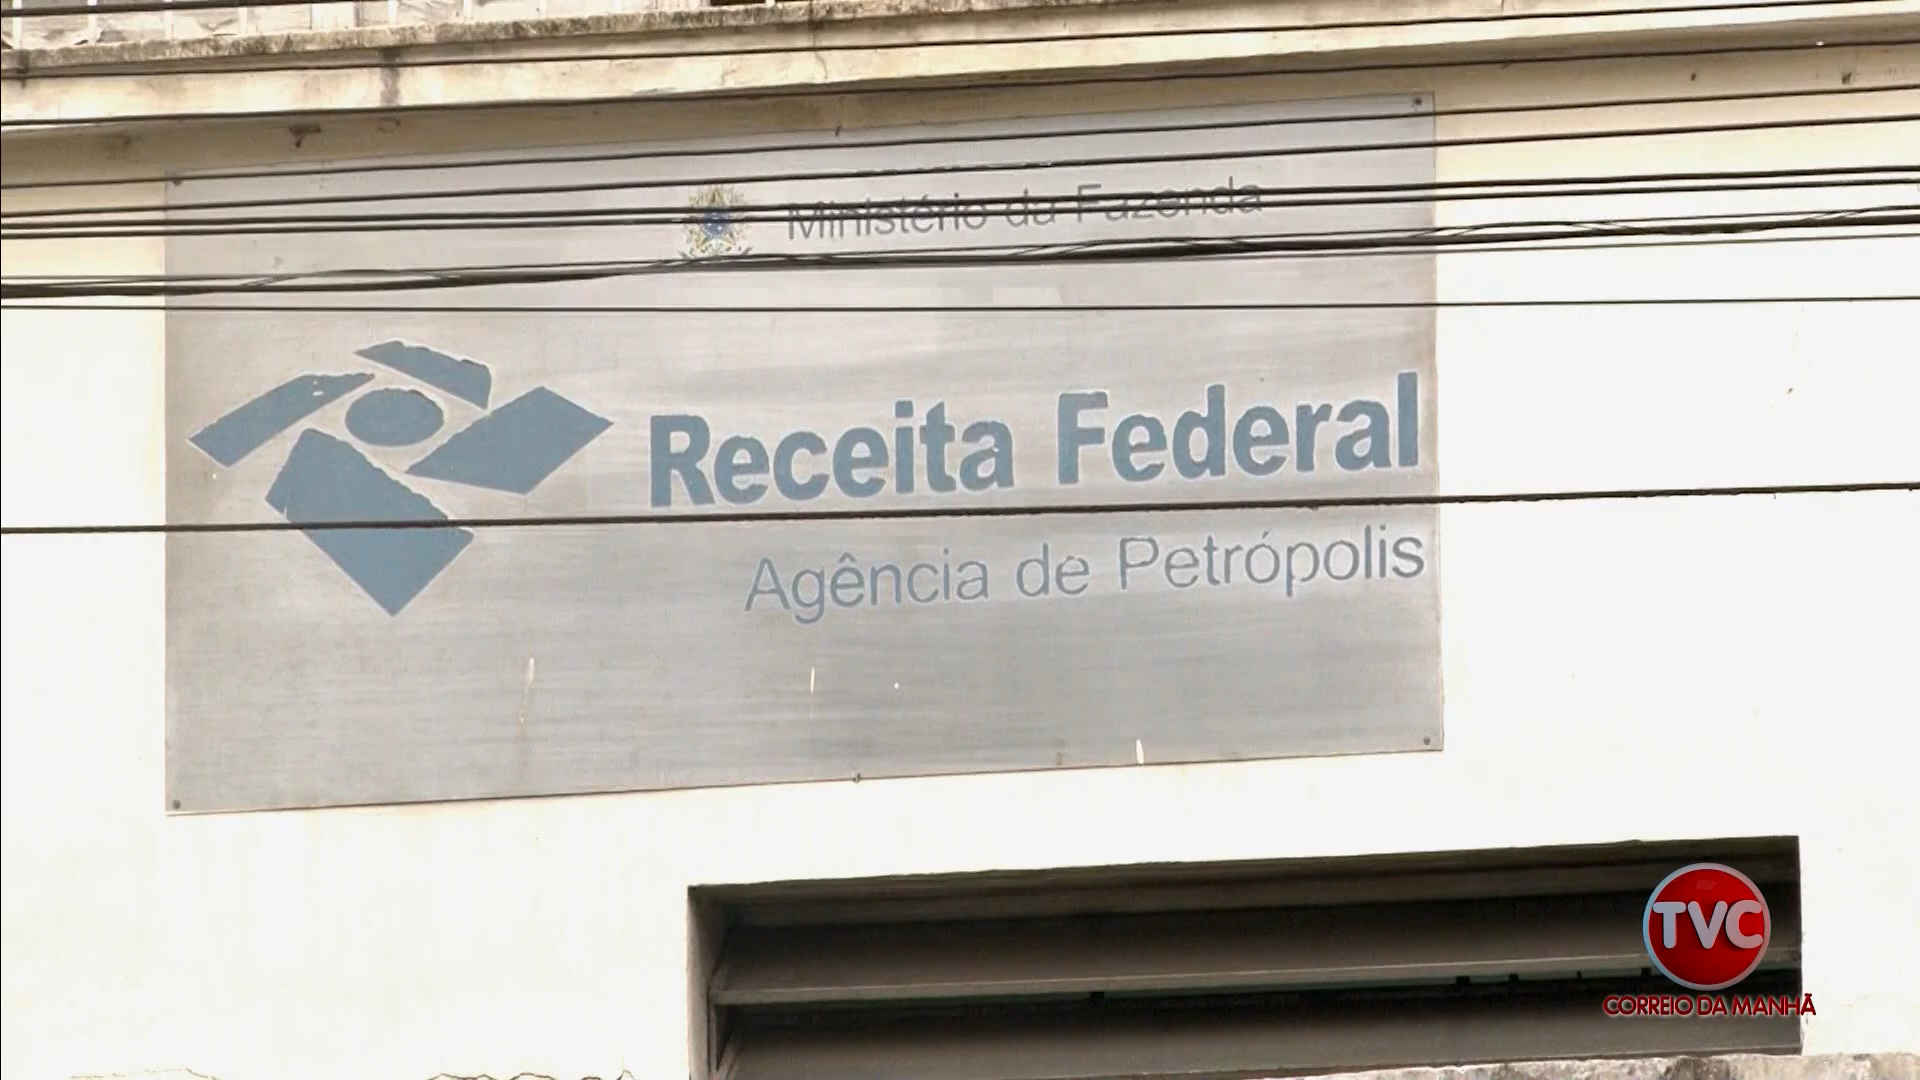 Ministério da Fazenda
Receita Federal
Agência de Petrópolis
TVC
CORREIO DA MANHÃ